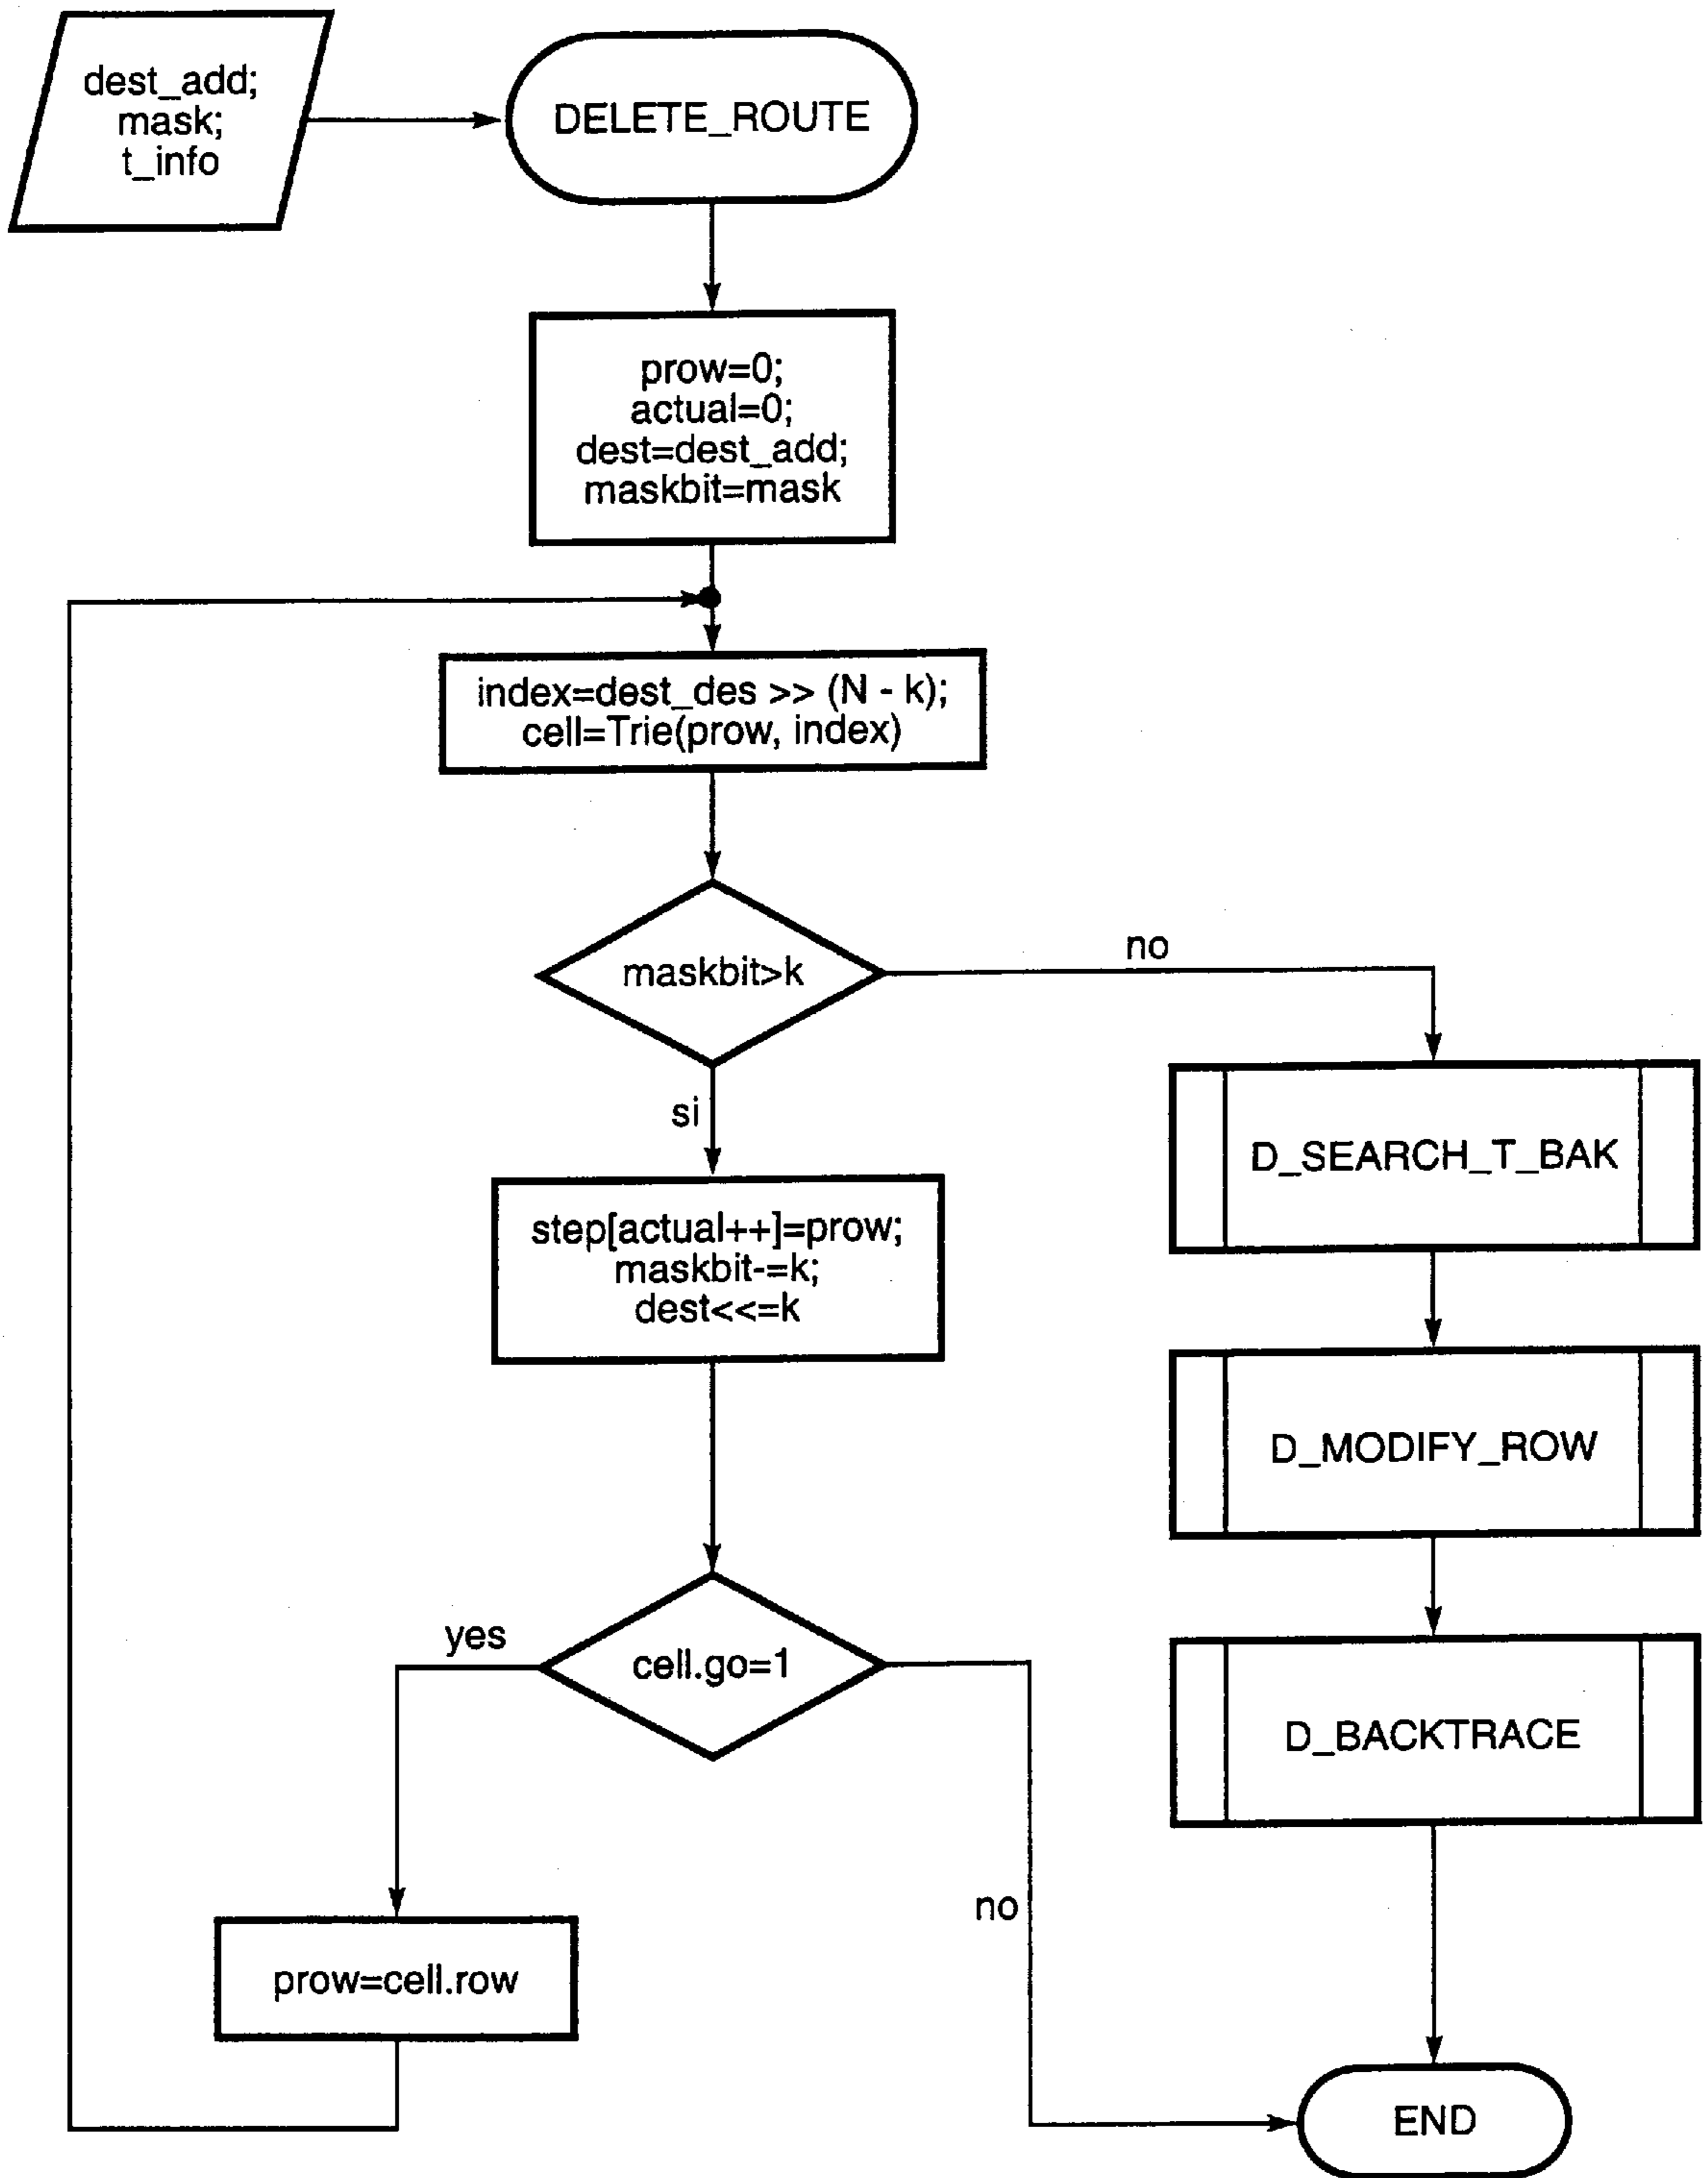 dest_add;
mask;
t_info
DELETE_ROUTE
prow=0;
actual=0;
dest=dest_add;
maskbit=mask
index=dest_des >> (N - k);
cell=Trie(prow, index)
maskbit>k
no
si
D_SEARCH_T_BAK
step[actual++]=prow;
maskbit-=k;
dest<<=k
D_MODIFY_ROW
yes
cell.go=1
D_BACKTRACE
no
prow=cell.row
END